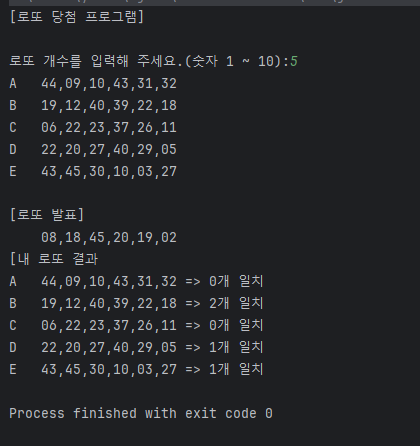 [로또 당첨 프로그램]
로또 개수를 입력해 주세요.(숫자 1 ~ 10):5
A 44,09,10,43,31,32
B 19,12,40,39,22,18
C 06,22,23,37,26,11
D 22,20,27,40,29,05
E 43,45,30,10,03,27
[로또 발표]
08,18,45,20,19,02
[내 로또 결과
A 44,09,10,43,31,32 => 0개 일치
B 19,12,40,39,22,18 => 2개 일치
C 06,22,23,37,26,11 => 0개 일치
D 22,20,27,40,29,05 => 1개 일치
E 43,45,30,10,03,27 => 1개 일치
Process finished with exit code 0